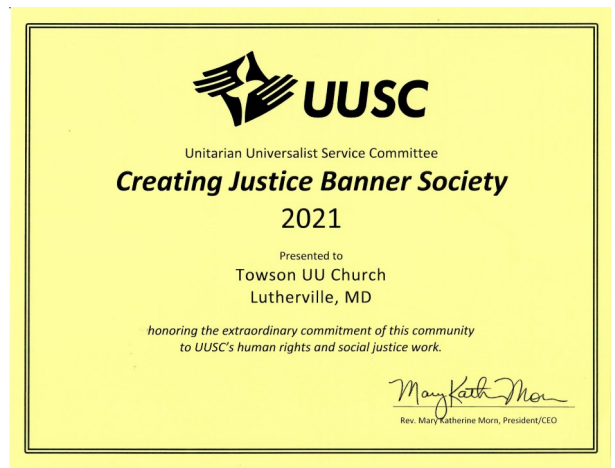 UUSC
Unitarian Universalist Service Committee
Creating Justice Banner Society
2021
Presented to
Towson UU Church
Lutherville, MD
honoring the extraordinary commitment of this community
to UUSC's human rights and social justice work.
Mary Kath Morn
Rev. Mary Katherine Morn, President/CEO